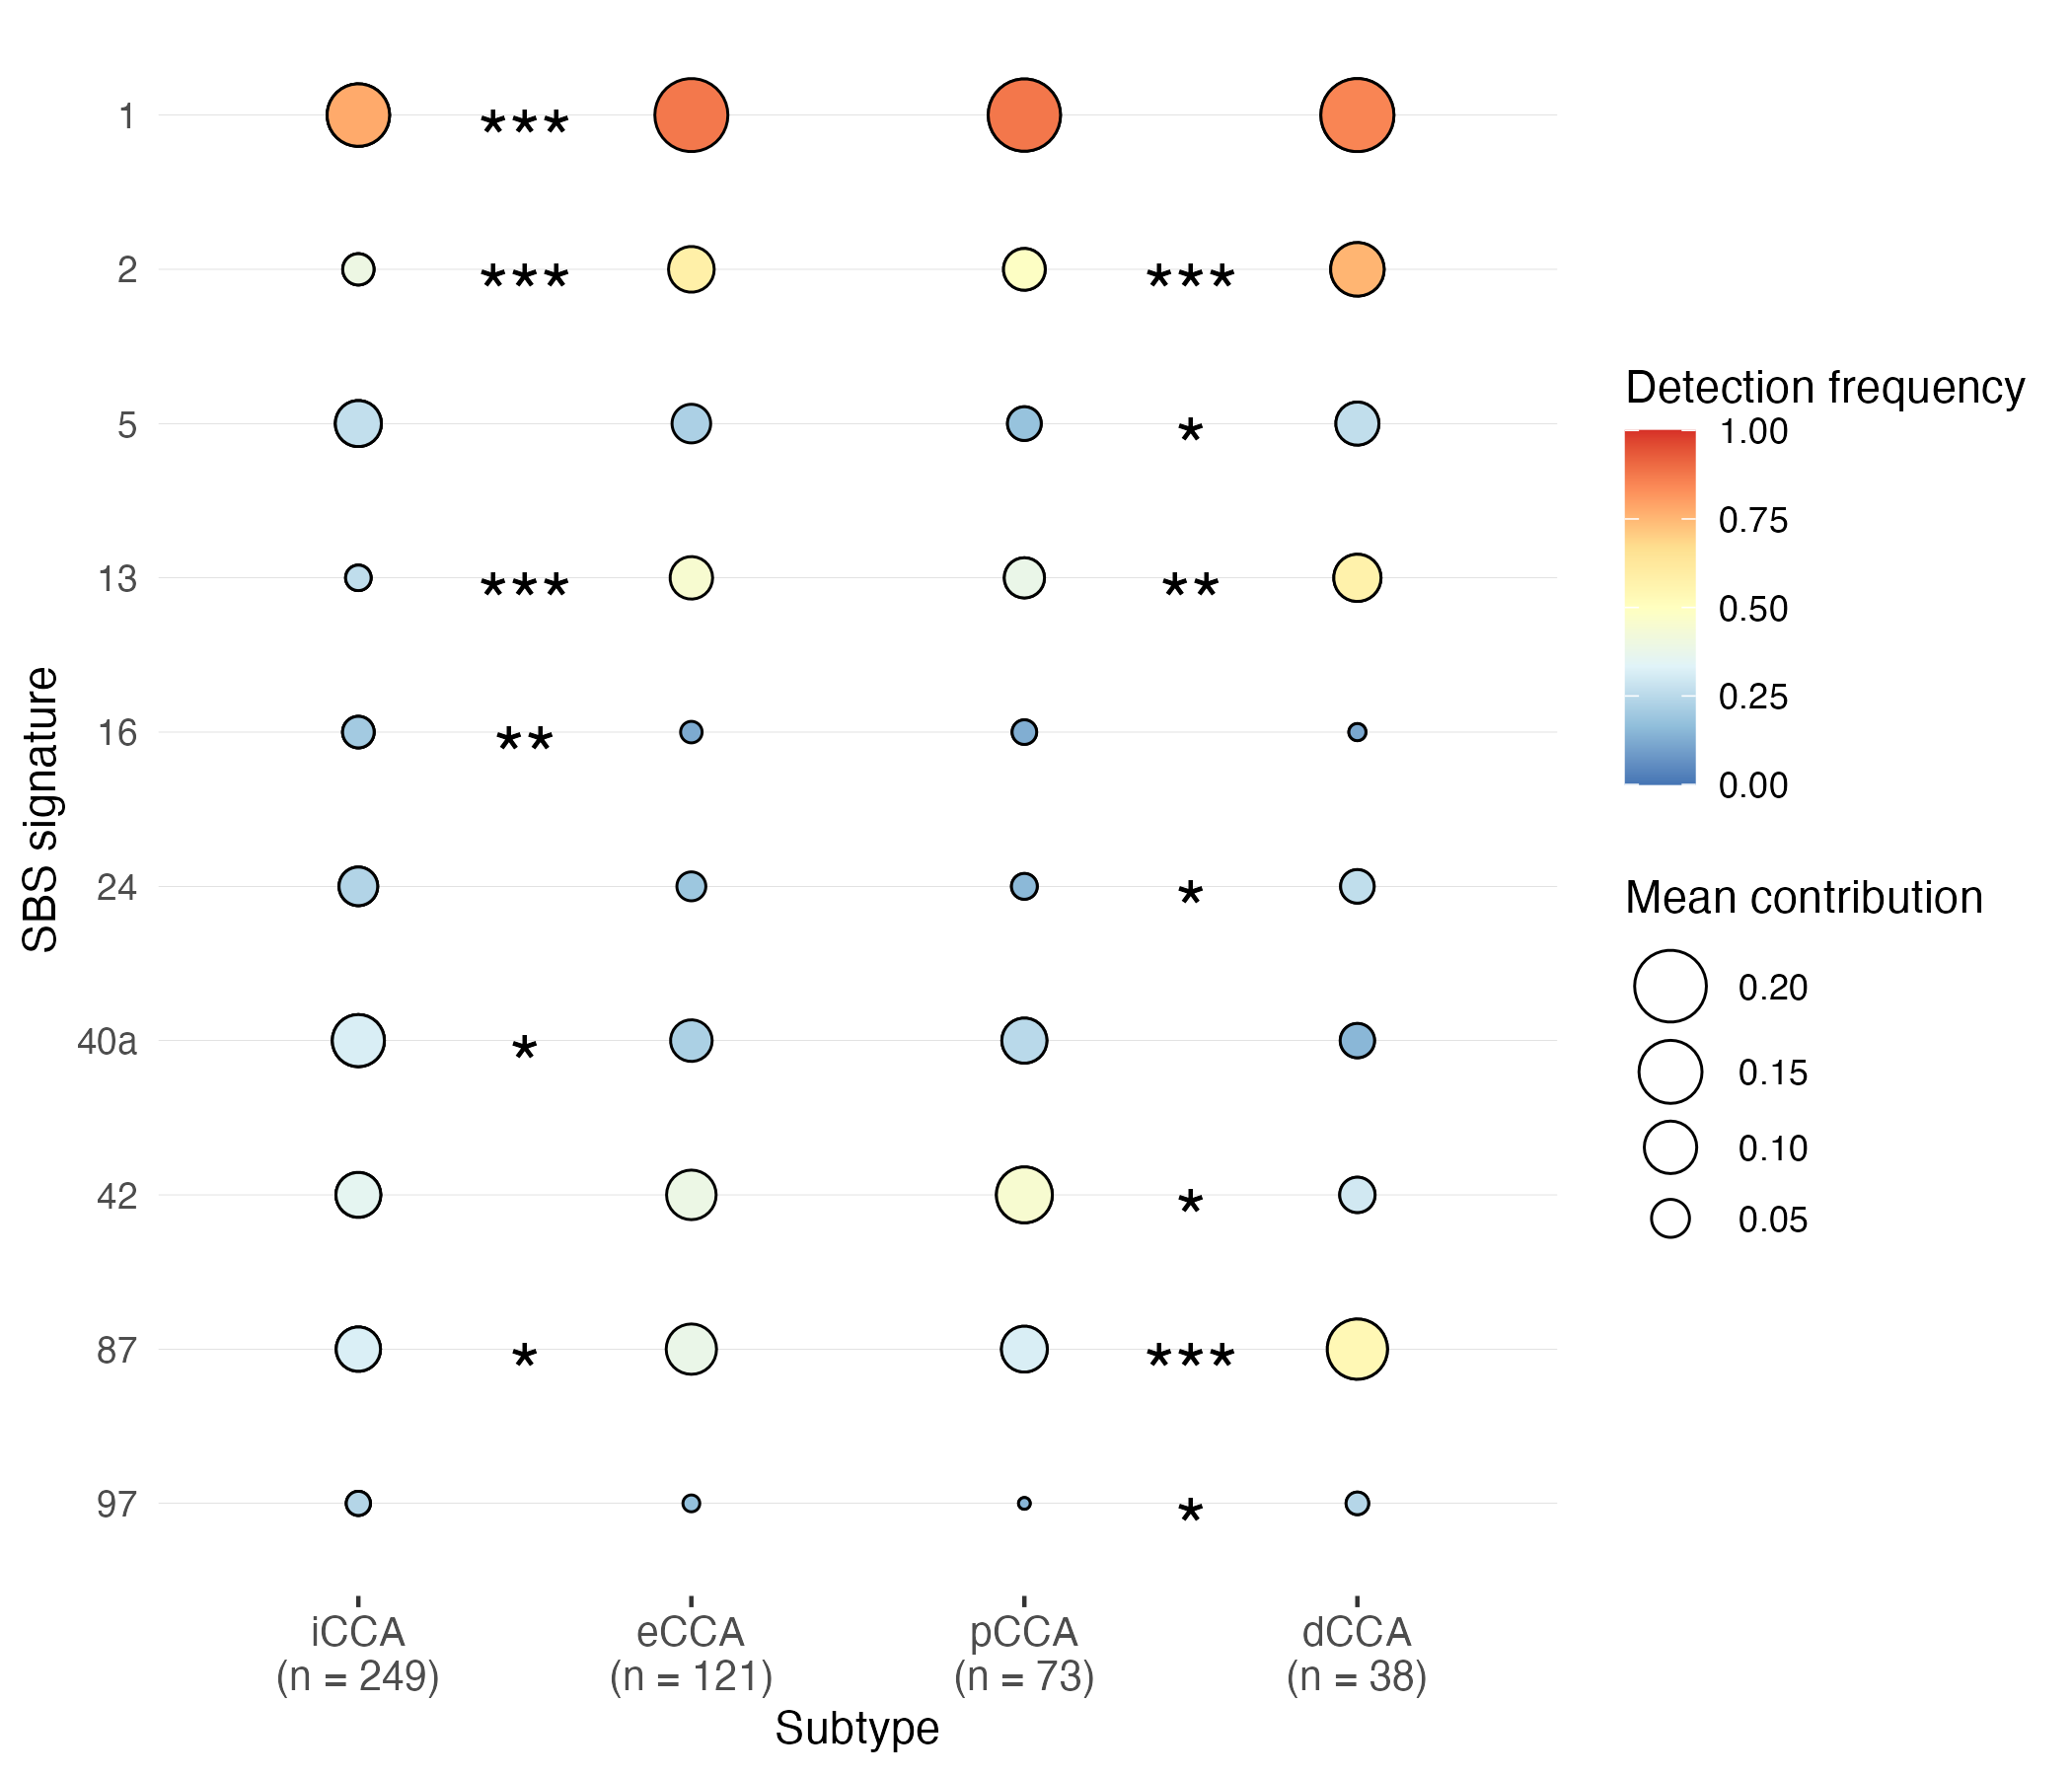 1
***
2
***
***
5
*
13
***
**
16
**
24
*
40a
*
42
*
87
*
***
97
*
SBS signature
iCCA
(n = 249)
eCCA
(n = 121)
pCCA
(n = 73)
dCCA
(n = 38)
Subtype
Detection frequency
1.00
0.75
0.50
0.25
0.00
Mean contribution
0.20
0.15
0.10
0.05